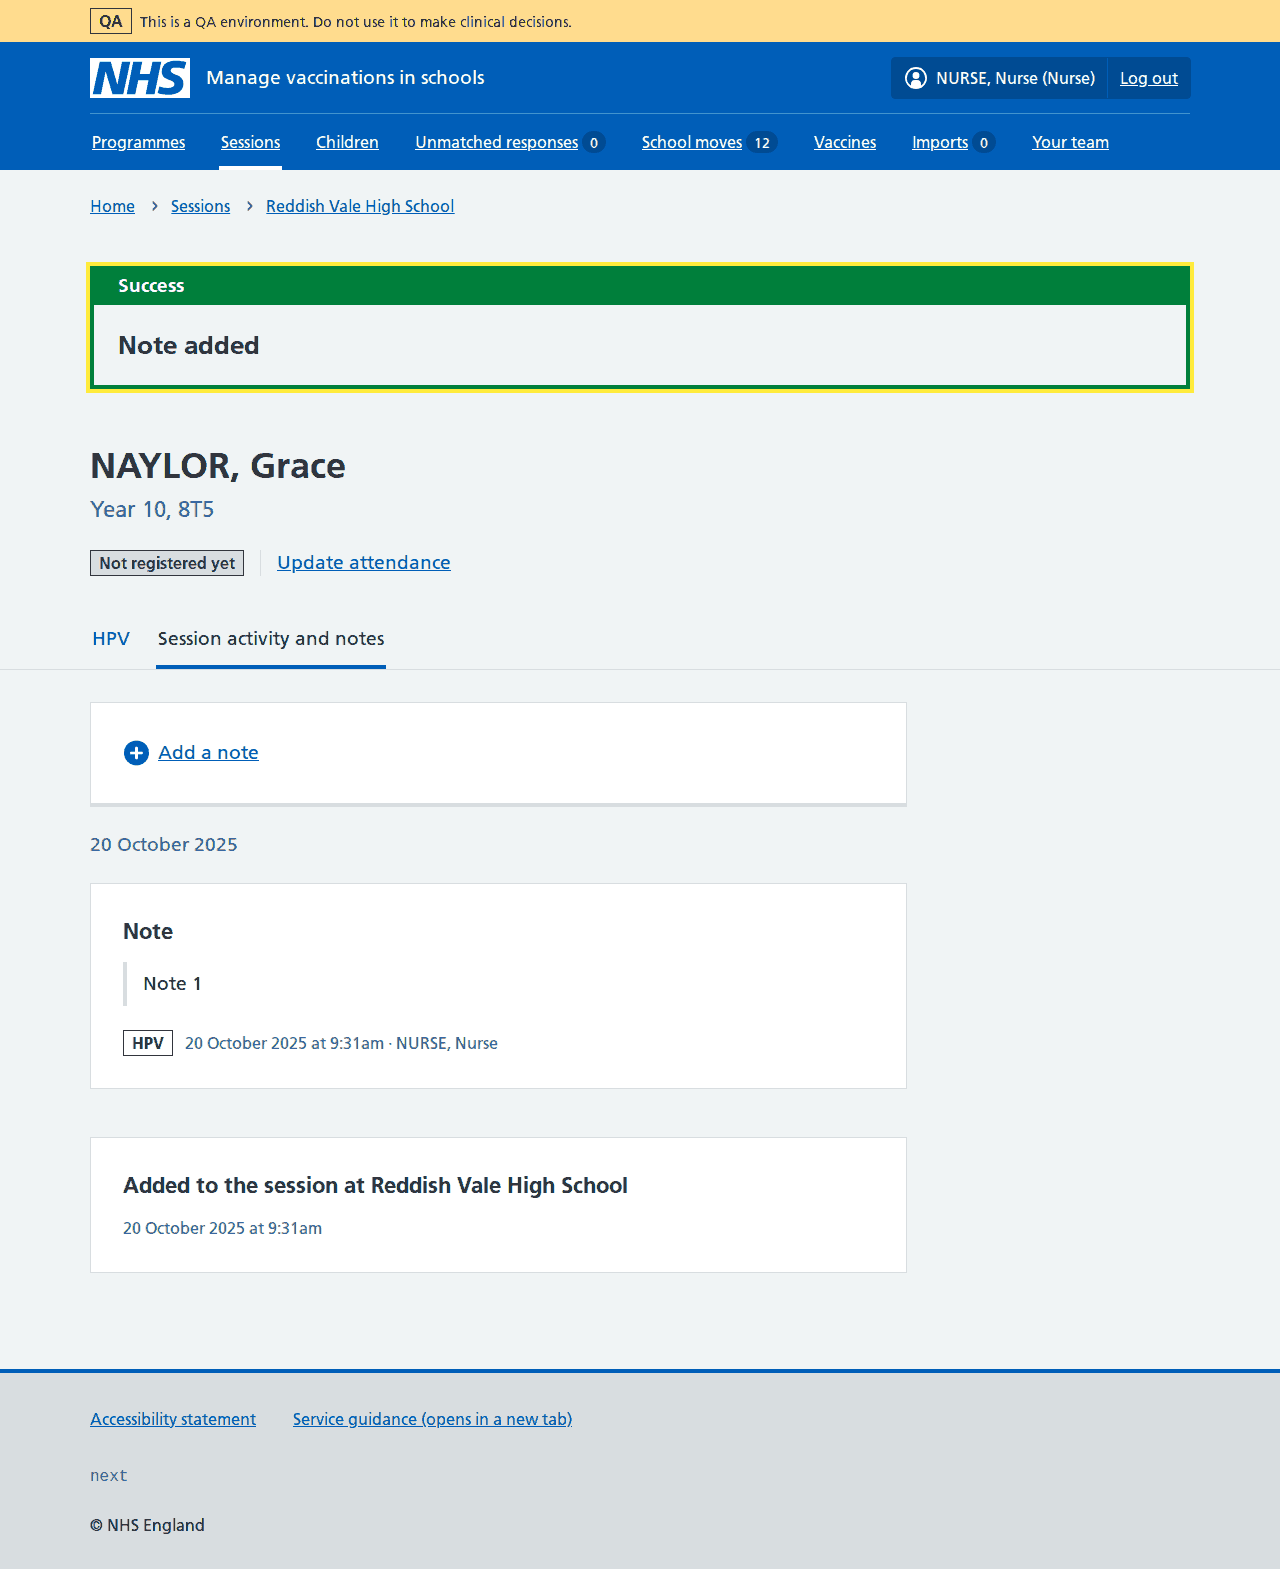 QA This is a QA environment. Do not use it to make clinical decisions.
NHS Manage vaccinations in schools NURSE, Nurse (Nurse) Log out
Programmes Sessions Children Unmatched responses 0 School moves 12 Vaccines Imports 0 Your team
Home Sessions Reddish Vale High School
Success
Note added
NAYLOR, Grace
Year 10, 8T5
Not registered yet Update attendance
HPV Session activity and notes
Add a note
20 October 2025
Note
Note 1
HPV 20 October 2025 at 9:31am · NURSE, Nurse
Added to the session at Reddish Vale High School
20 October 2025 at 9:31am
Accessibility statement Service guidance (opens in a new tab)
next
© NHS England